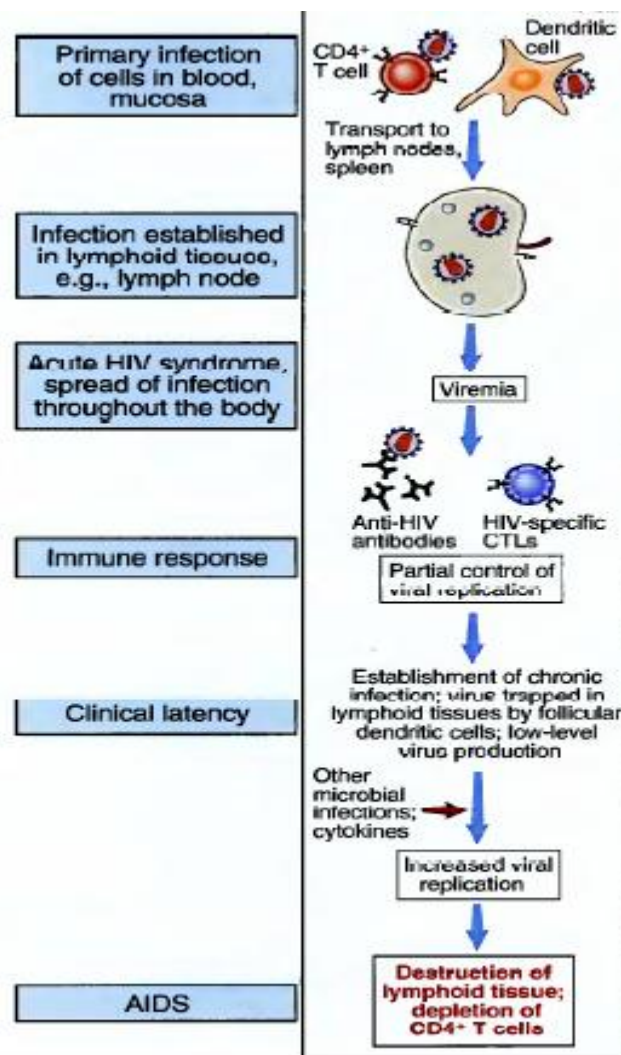 Primary infection
of cells in blood,
mucosa
CD4+
T cell
Dendritic
cell
Transport to
lymph nodes,
spleen
Infection established
in lymphoid tissues,
e.g., lymph node
Acute HIV syndrome,
spread of infection
throughout the body
Viremia
Anti-HIV
antibodies
HIV-specific
CTLs
Immune response
Partial control of
viral replication
Clinical latency
Establishment of chronic
infection; virus trapped in
lymphoid tissues by follicular
dendritic cells; low-level
virus production
Other
microbial
infections;
cytokines
Increased viral
replication
AIDS
Destruction of
lymphoid tissue;
depletion of
CD4+ T cells